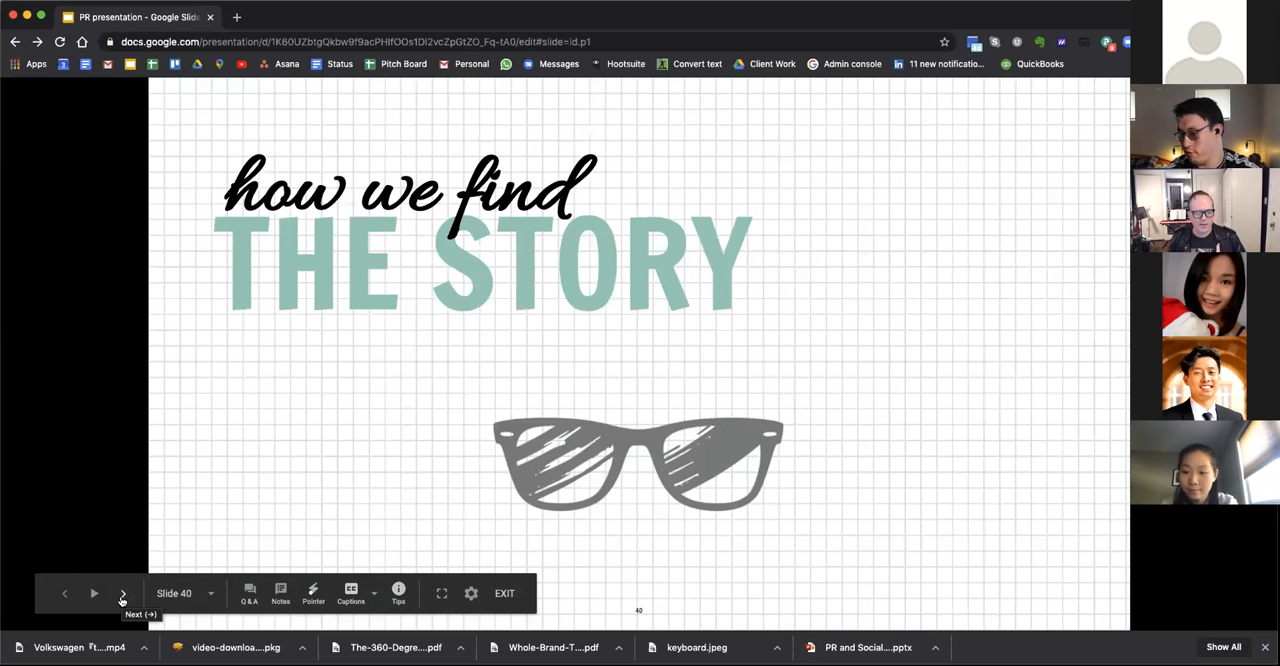 PR presentation - Google Slide
docs.google.com/presentation/d/1K60UZbtgQkbw9f9acPHIfOOs1Dl2vcZpGtZO_Fq-tA0/edit#slide=id.p1
Apps
Asana
Status
Pitch Board
Personal
Messages
Hootsuite
Convert text
Client Work
Admin console
11 new notificatio...
QuickBooks
how we find
THE STORY
Slide 40
Q & A
Notes
Pointer
Captions
Tips
EXIT
Next (→)
40
Volkswagen 『t....mp4
video-downloa....pkg
The-360-Degre....pdf
Whole-Brand-T....pdf
keyboard.jpeg
PR and Social....pptx
Show All